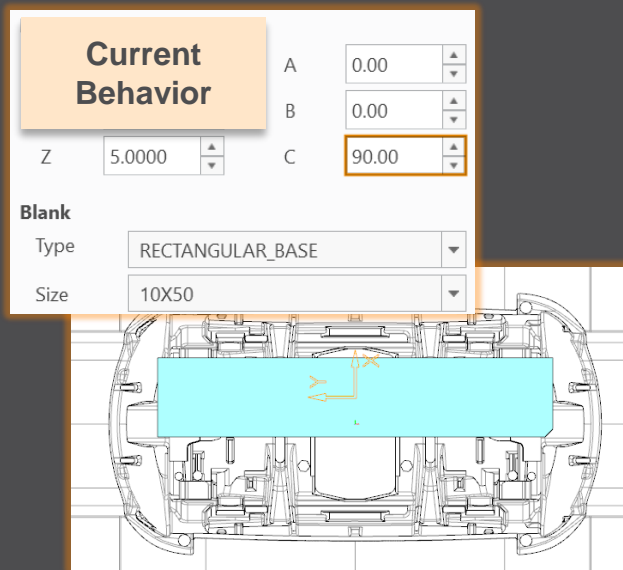 Current
Behavior
A 0.00
B 0.00
Z 5.0000 C 90.00
Blank
Type RECTANGULAR_BASE
Size 10X50
X
Y